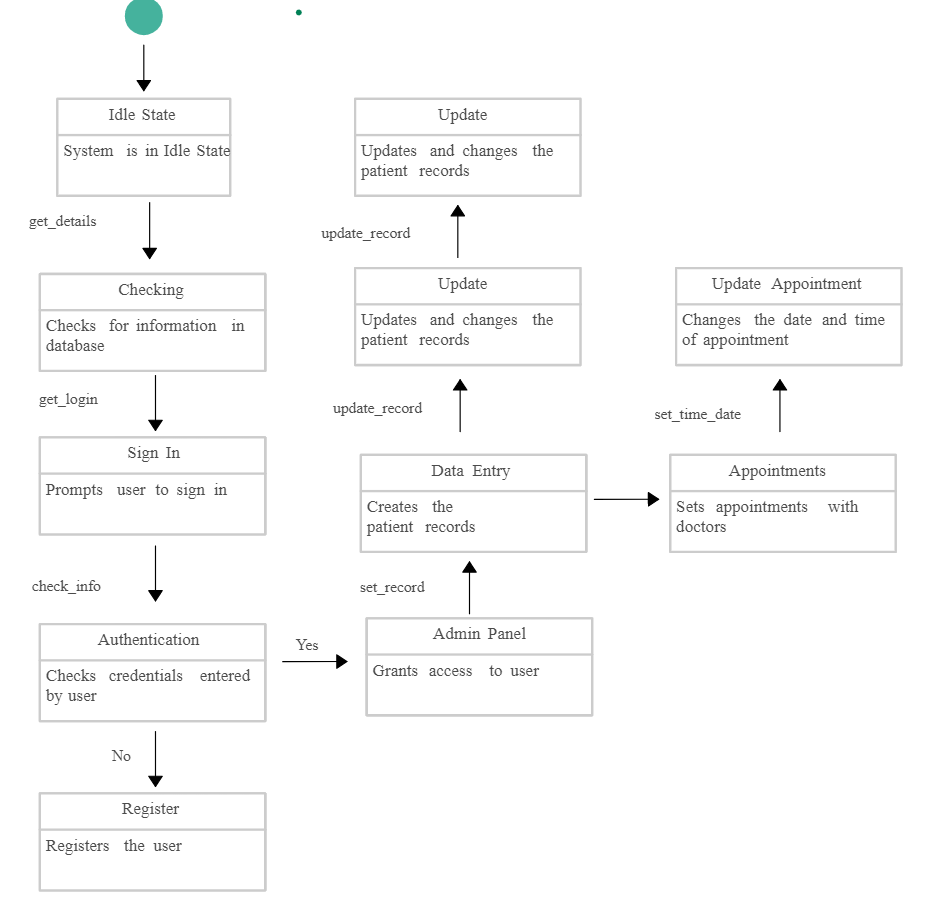 Idle State
System is in Idle State
get_details
Checking
Checks for information in
database
get_login
Sign In
Prompts user to sign in
check_info
Authentication
Checks credentials entered
by user
No
Register
Registers the user
Yes
Admin Panel
Grants access to user
set_record
Data Entry
Creates the
patient records
update_record
Update
Updates and changes the
patient records
update_record
Update
Updates and changes the
patient records
Appointments
Sets appointments with
doctors
set_time_date
Update Appointment
Changes the date and time
of appointment